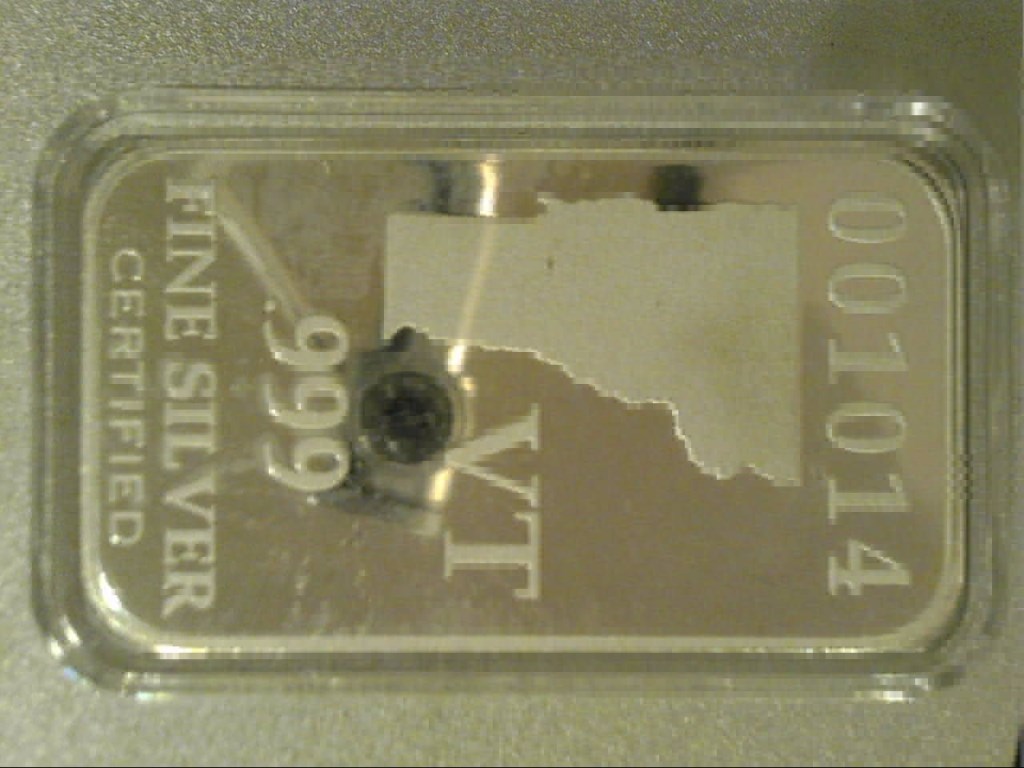 001014
VT
.999
FINE SILVER
CERTIFIED